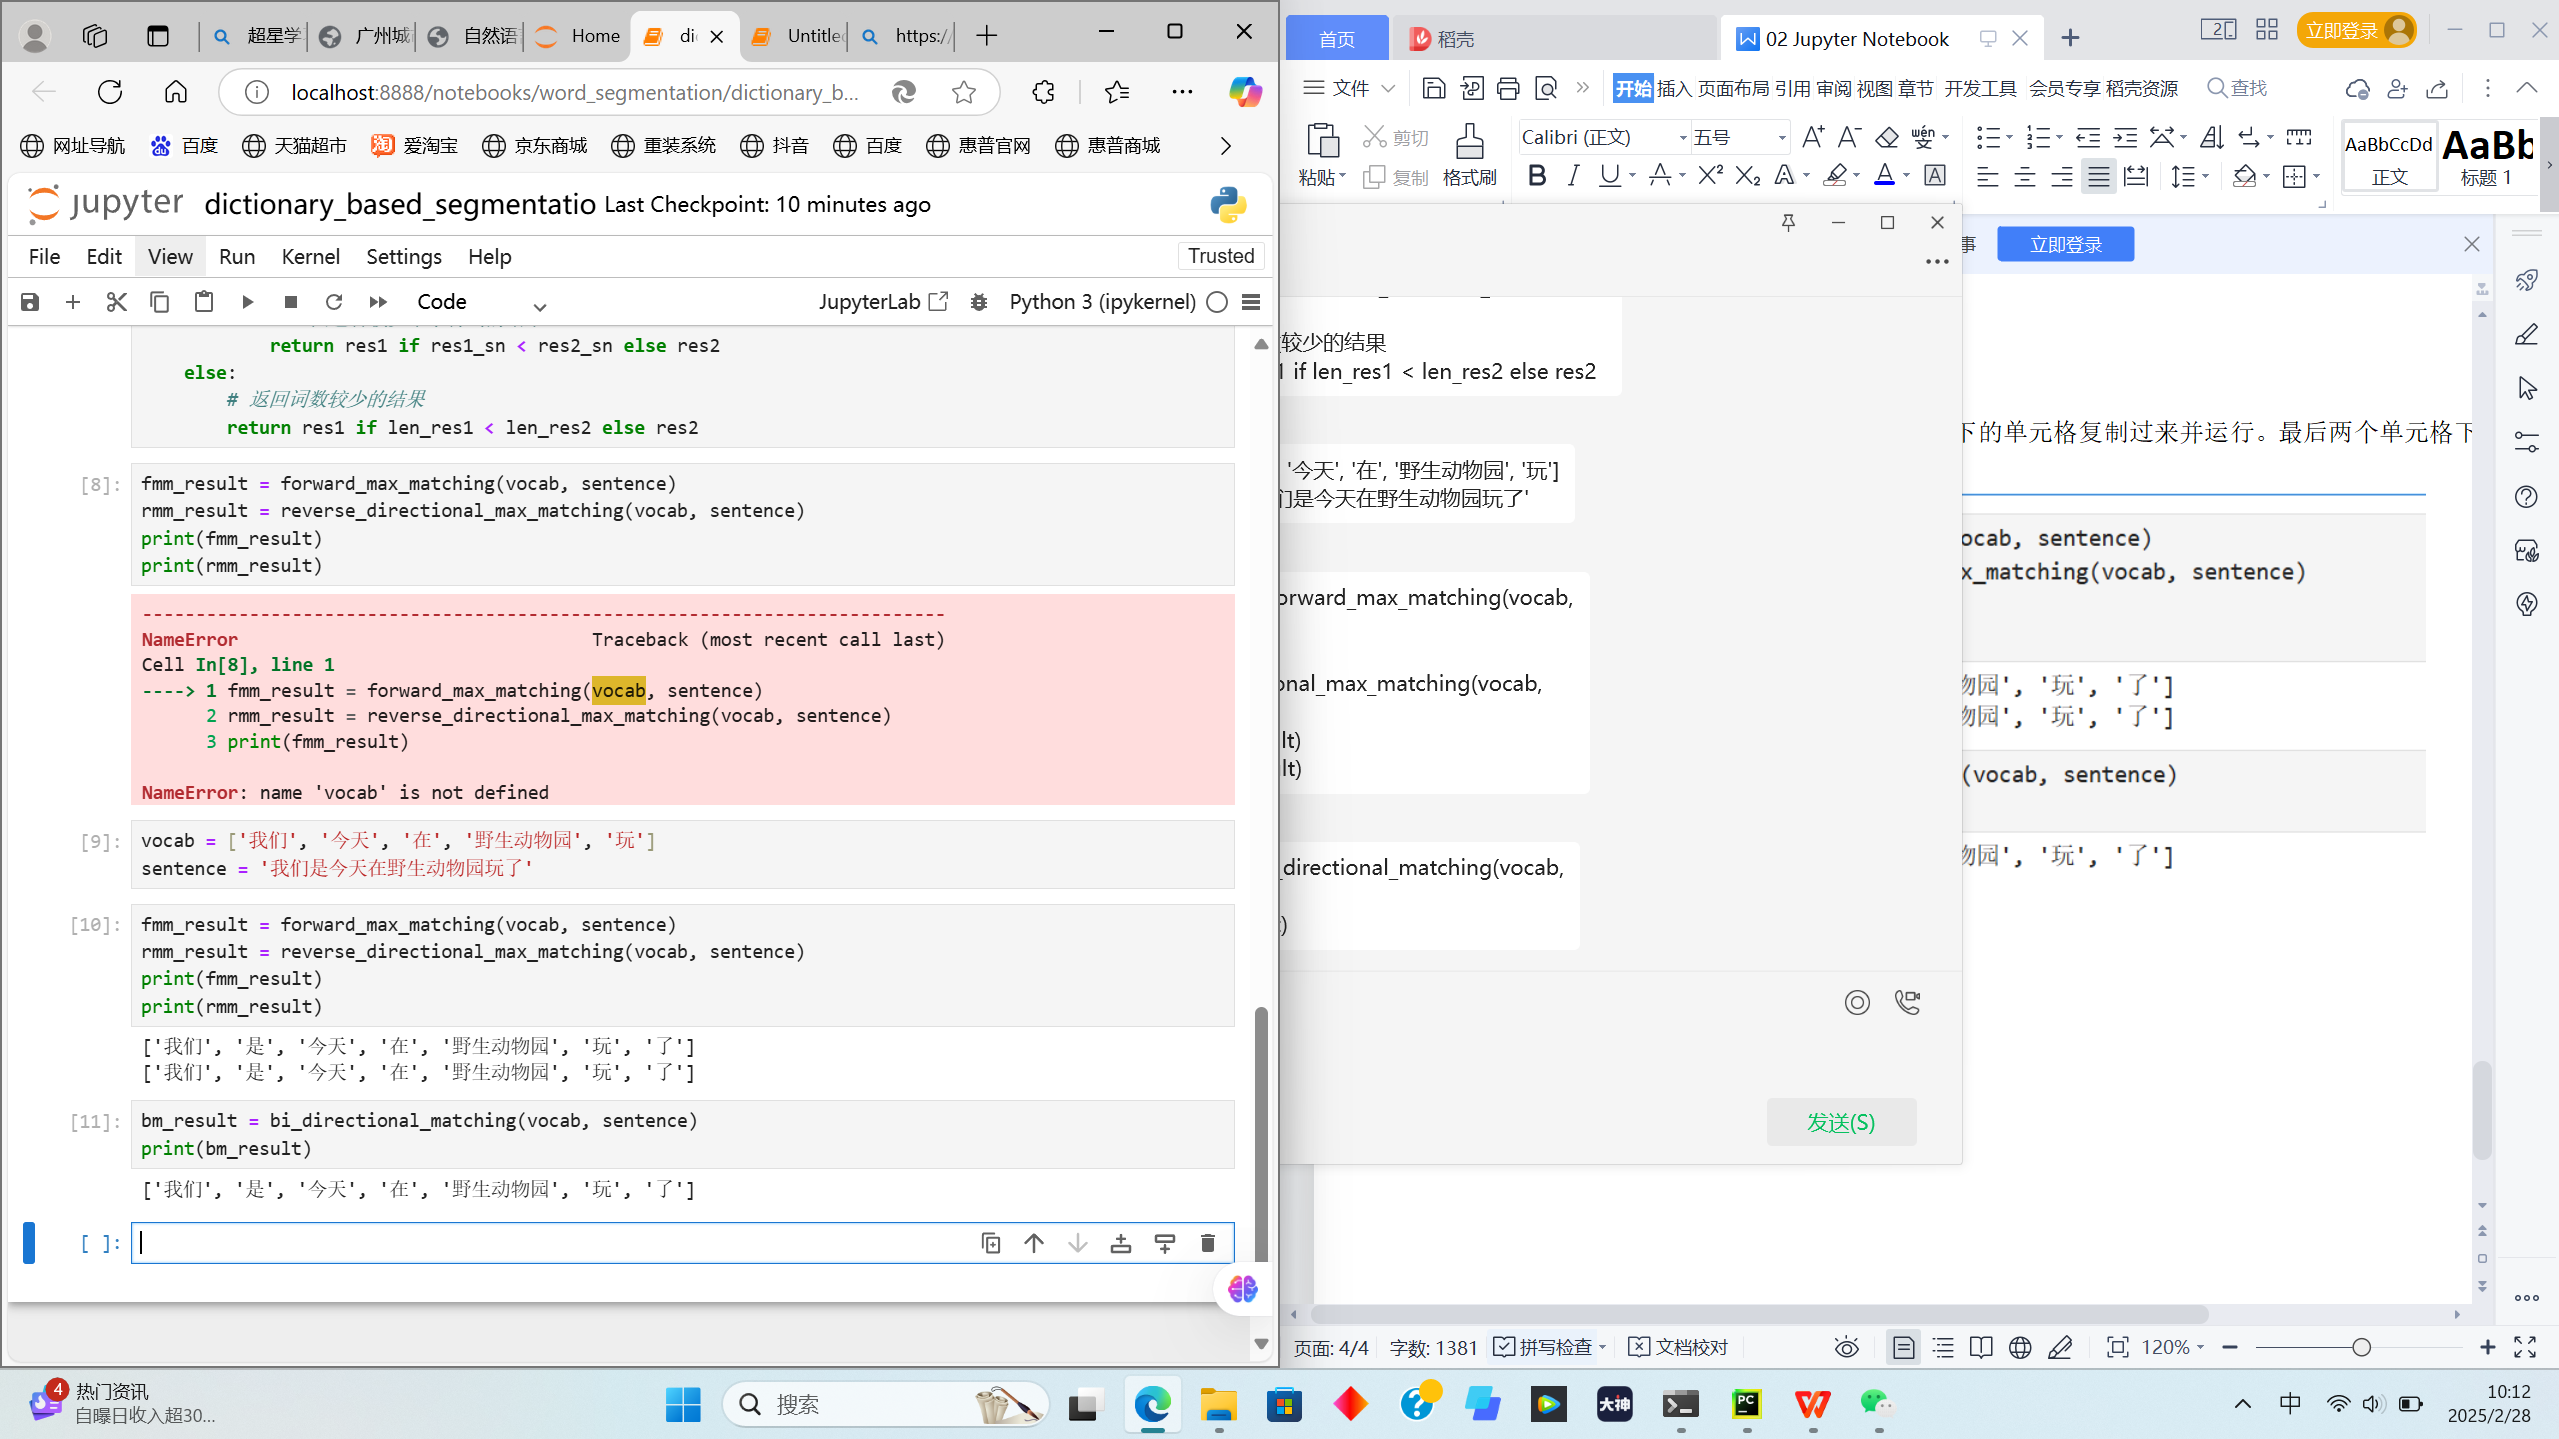 超星学
广州城
自然语
Home
dic
Untitled
https://
localhost:8888/notebooks/word_segmentation/dictionary_b...
网址导航
百度
天猫超市
爱淘宝
京东商城
重装系统
抖音
百度
惠普官网
惠普商城
jupyter dictionary_based_segmentatio Last Checkpoint: 10 minutes ago
File Edit View Run Kernel Settings Help Trusted
Code JupyterLab Python 3 (ipykernel)
return res1 if res1_sn < res2_sn else res2
else:
# 返回词数较少的结果
return res1 if len_res1 < len_res2 else res2
[8]: fmm_result = forward_max_matching(vocab, sentence)
rmm_result = reverse_directional_max_matching(vocab, sentence)
print(fmm_result)
print(rmm_result)
---------------------------------------------------------------------------
NameError Traceback (most recent call last)
Cell In[8], line 1
----> 1 fmm_result = forward_max_matching(vocab, sentence)
2 rmm_result = reverse_directional_max_matching(vocab, sentence)
3 print(fmm_result)
NameError: name 'vocab' is not defined
[9]: vocab = ['我们', '今天', '在', '野生动物园', '玩']
sentence = '我们是今天在野生动物园玩了'
[10]: fmm_result = forward_max_matching(vocab, sentence)
rmm_result = reverse_directional_max_matching(vocab, sentence)
print(fmm_result)
print(rmm_result)
['我们', '是', '今天', '在', '野生动物园', '玩', '了']
['我们', '是', '今天', '在', '野生动物园', '玩', '了']
[11]: bm_result = bi_directional_matching(vocab, sentence)
print(bm_result)
['我们', '是', '今天', '在', '野生动物园', '玩', '了']
[ ]:
首页
稻壳
02 Jupyter Notebook
立即登录
文件
开始 插入 页面布局 引用 审阅 视图 章节 开发工具 会员专享 稻壳资源
查找
粘贴
剪切
复制
格式刷
Calibri (正文)
五号
AaBbCcDd
正文
AaBb
标题 1
事
立即登录
较少的结果
1 if len_res1 < len_res2 else res2
'今天', '在', '野生动物园', '玩']
们是今天在野生动物园玩了'
orward_max_matching(vocab,
onal_max_matching(vocab,
lt)
lt)
_directional_matching(vocab,
)
发送(S)
下的单元格复制过来并运行。最后两个单元格下
ocab, sentence)
x_matching(vocab, sentence)
物园', '玩', '了']
物园', '玩', '了']
(vocab, sentence)
物园', '玩', '了']
页面: 4/4 字数: 1381 拼写检查 文档校对 120%
4
热门资讯
自曝日收入超30...
搜索
大神
中
10:12
2025/2/28